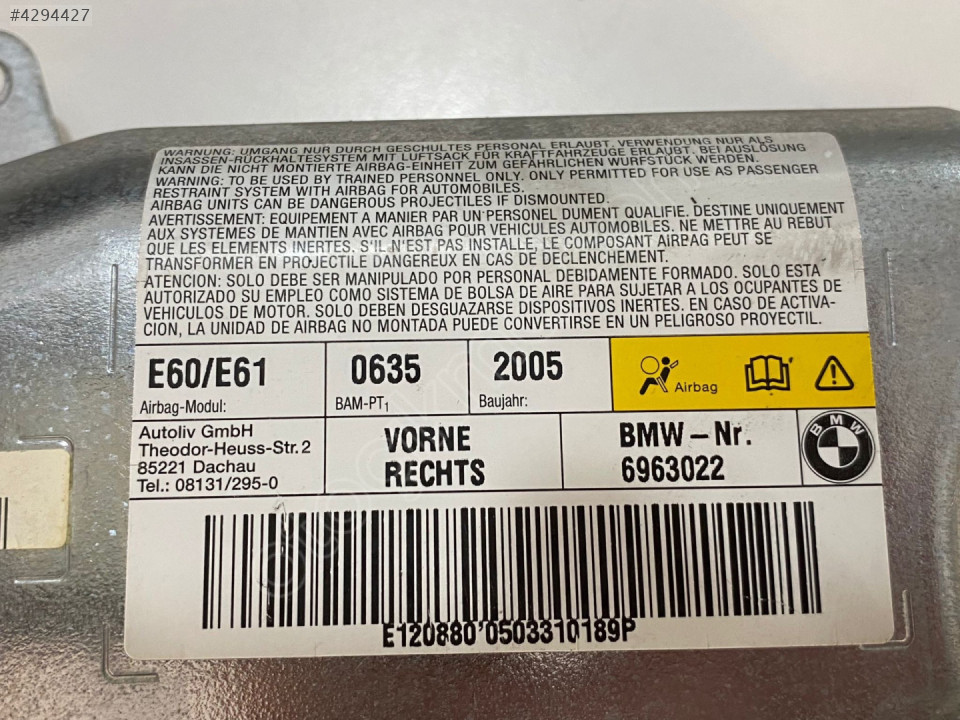 #4294427
WARNUNG: UMGANG NUR DURCH GESCHULTES PERSONAL ERLAUBT, VERWENDUNG NUR ALS
INSASSEN-RÜCKHALTESYSTEM MIT LUFTSACK FÜR KRAFTFAHRZEUGE ERLAUBT. BEI AUSLÖSUNG
KANN DIE NICHT MONTIERTE AIRBAG-EINHEIT ZUM GEFÄHRLICHEN WURFSTÜCK WERDEN.
WARNING: TO BE USED BY TRAINED PERSONNEL ONLY. ONLY PERMITTED FOR USE AS PASSENGER
RESTRAINT SYSTEM WITH AIRBAG FOR AUTOMOBILES.
AIRBAG UNITS CAN BE DANGEROUS PROJECTILES IF DISMOUNTED.
AVERTISSEMENT: EQUIPEMENT A MANIER PAR UN PERSONEL DUMENT QUALIFIE. DESTINE UNIQUEMENT
AUX SYSTEMES DE MANTIEN AVEC AIRBAG POUR VEHICULES AUTOMOBILES. NE METTRE AU REBUT
QUE LES ELEMENTS INERTES. S'IL N'EST PAS INSTALLE, LE COMPOSANT AIRBAG PEUT SE
TRANSFORMER EN PROJECTILE DANGEREUX EN CAS DE DECLENCHEMENT.
ATENCION: SOLO DEBE SER MANIPULADO POR PERSONAL DEBIDAMENTE FORMADO. SOLO ESTA
AUTORIZADO SU EMPLEO COMO SISTEMA DE BOLSA DE AIRE PARA SUJETAR A LOS OCUPANTES DE
VEHICULOS DE MOTOR. SOLO DEBEN DESGUAZARSE DISPOSITIVOS INERTES. EN CASO DE ACTIVA-
CION, LA UNIDAD DE AIRBAG NO MONTADA PUEDE CONVERTIRSE EN UN PELIGROSO PROYECTIL.
E60/E61 0635 2005 Airbag
Airbag-Modul: BAM-PT1 Baujahr:
Autoliv GmbH
Theodor-Heuss-Str. 2
85221 Dachau
Tel.: 08131/295-0
VORNE
RECHTS
BMW – Nr.
6963022
BMW
E120880'0503310189P